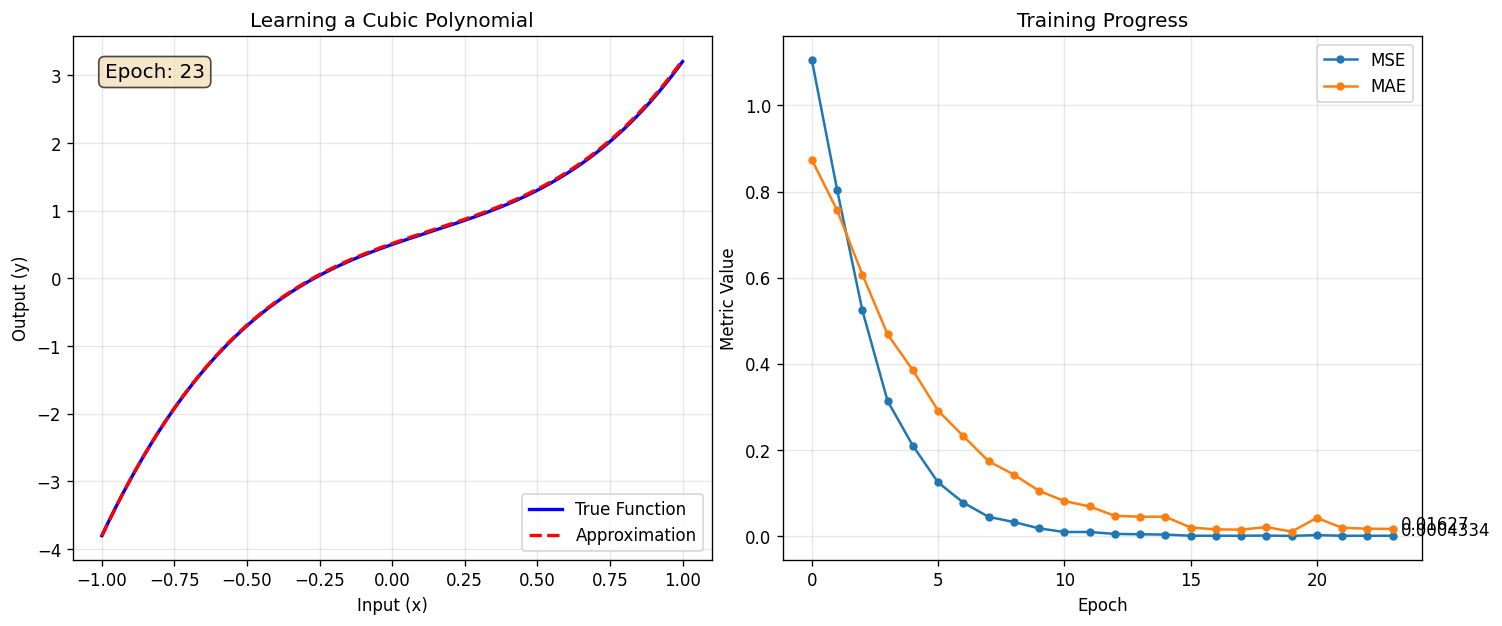 Learning a Cubic Polynomial
Epoch: 23
3
2
1
0
−1
−2
−3
−4
Output (y)
True Function
Approximation
−1.00
−0.75
−0.50
−0.25
0.00
0.25
0.50
0.75
1.00
Input (x)
Training Progress
MSE
MAE
1.0
0.8
0.6
0.4
0.2
0.0
Metric Value
0.01627
0.0004334
0
5
10
15
20
Epoch